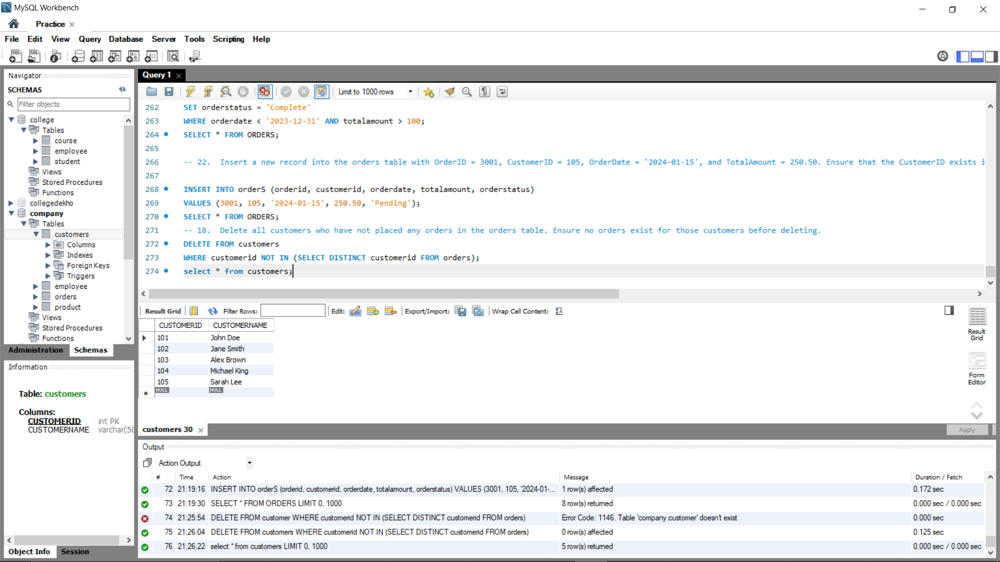 MySQL Workbench
Practice
File Edit View Query Database Server Tools Scripting Help
Navigator
SCHEMAS
Filter objects
college
Tables
course
employee
student
Views
Stored Procedures
Functions
collegedekho
company
Tables
customers
Columns
Indexes
Foreign Keys
Triggers
employee
orders
product
Views
Stored Procedures
Functions
Administration Schemas
Information
Table: customers
Columns:
CUSTOMERID int PK
CUSTOMERNAME varchar(50
Object Info Session
Query 1
Limit to 1000 rows
262 SET orderstatus = 'Complete'
263 WHERE orderdate < '2023-12-31' AND totalamount > 100;
264 SELECT * FROM ORDERS;
265
266 -- 22. Insert a new record into the orders table with OrderID = 3001, CustomerID = 105, OrderDate = '2024-01-15', and TotalAmount = 250.50. Ensure that the CustomerID exists i
267
268 INSERT INTO orderS (orderid, customerid, orderdate, totalamount, orderstatus)
269 VALUES (3001, 105, '2024-01-15', 250.50, 'Pending');
270 SELECT * FROM ORDERS;
271 -- 18. Delete all customers who have not placed any orders in the orders table. Ensure no orders exist for those customers before deleting.
272 DELETE FROM customers
273 WHERE customerid NOT IN (SELECT DISTINCT customerid FROM orders);
274 select * from customers;
Result Grid Filter Rows: Edit: Export/Import: Wrap Cell Content:
CUSTOMERID CUSTOMERNAME
101 John Doe
102 Jane Smith
103 Alex Brown
104 Michael King
105 Sarah Lee
NULL NULL
Result Grid
Form Editor
customers 30
Apply
Output
Action Output
# Time Action Message Duration / Fetch
72 21:19:16 INSERT INTO orderS (orderid, customerid, orderdate, totalamount, orderstatus) VALUES (3001, 105, '2024-01-... 1 row(s) affected 0.172 sec
73 21:19:30 SELECT * FROM ORDERS LIMIT 0, 1000 8 row(s) returned 0.000 sec / 0.000 sec
74 21:25:54 DELETE FROM customer WHERE customerid NOT IN (SELECT DISTINCT customerid FROM orders) Error Code: 1146. Table 'company.customer' doesn't exist 0.000 sec
75 21:26:04 DELETE FROM customers WHERE customerid NOT IN (SELECT DISTINCT customerid FROM orders) 0 row(s) affected 0.125 sec
76 21:26:22 select * from customers LIMIT 0, 1000 5 row(s) returned 0.000 sec / 0.000 sec